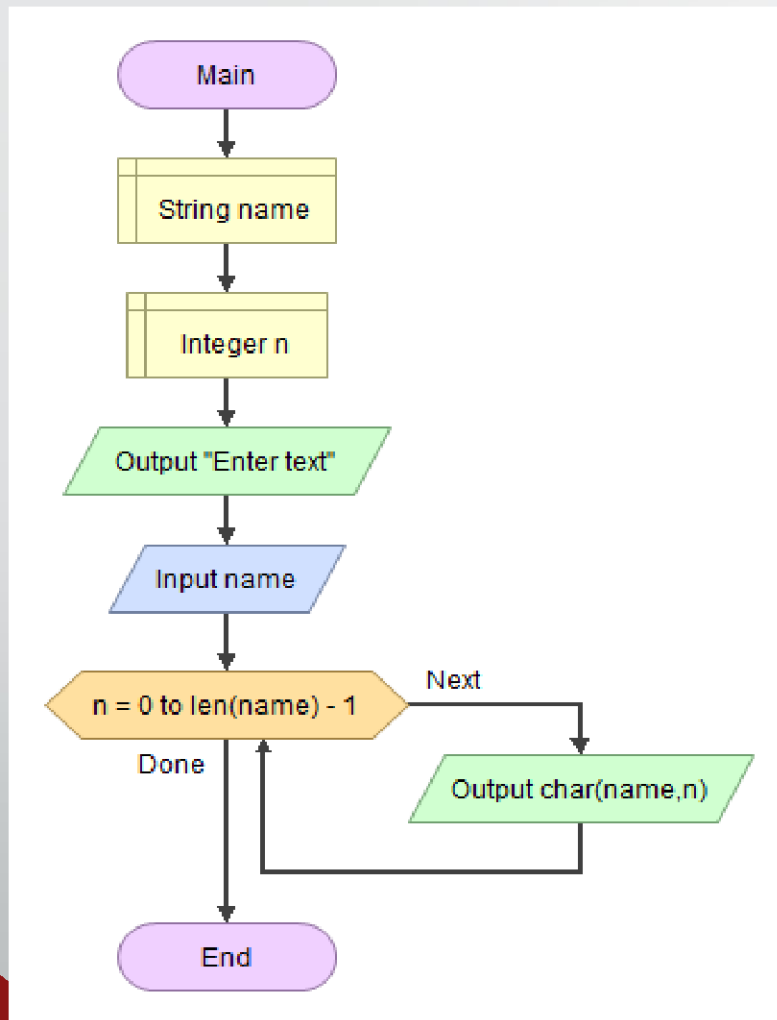 Main
String name
Integer n
Output "Enter text"
Input name
n = 0 to len(name) - 1
Next
Done
Output char(name,n)
End